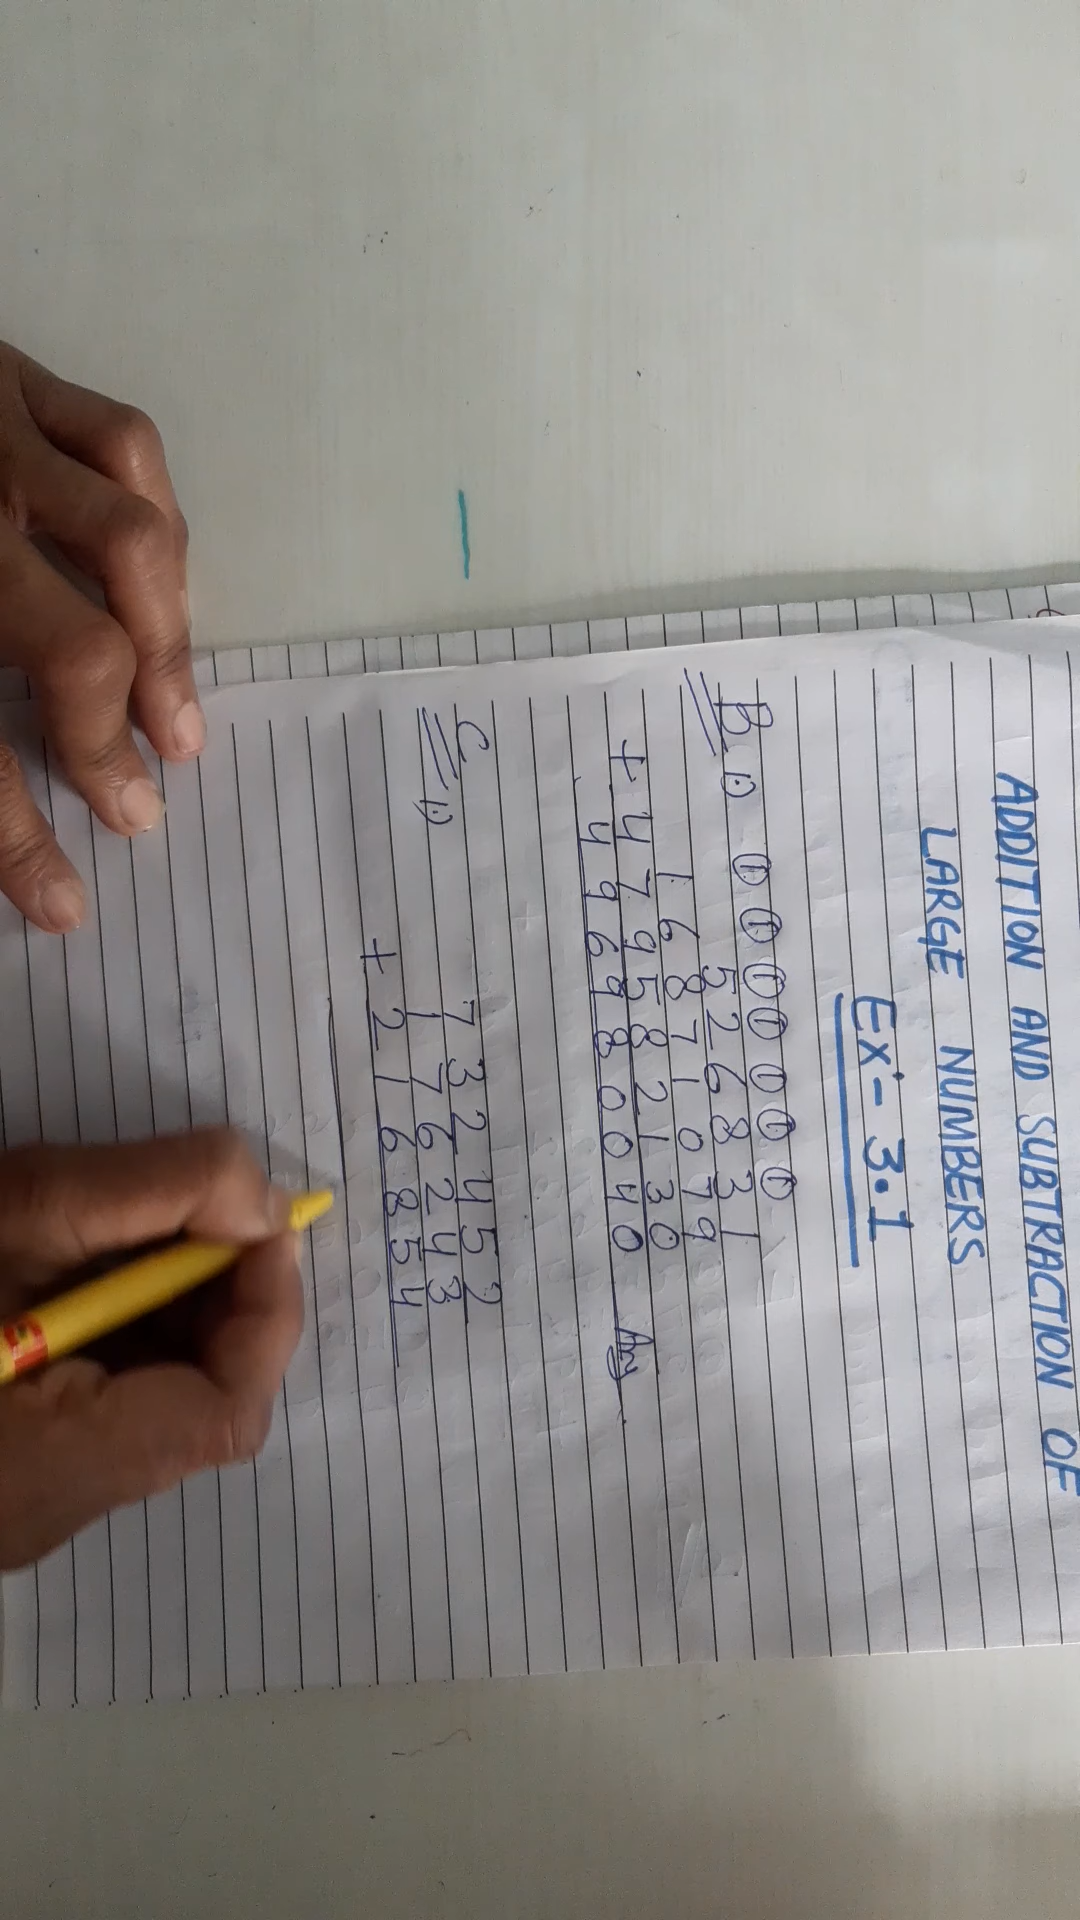 ADDITION AND SUBTRACTION OF
LARGE NUMBERS
Ex - 3.1
① ① ① ① ① ① ①
B i) 5 2 6 8 3 1
1 6 8 7 1 0 7 9
+ 4 7 9 5 8 2 1 3 0
4 9 6 9 8 0 0 4 0 Ans
C 7 3 2 4 5 2
i) 1 7 6 2 4 3
+ 2 1 6 8 5 4